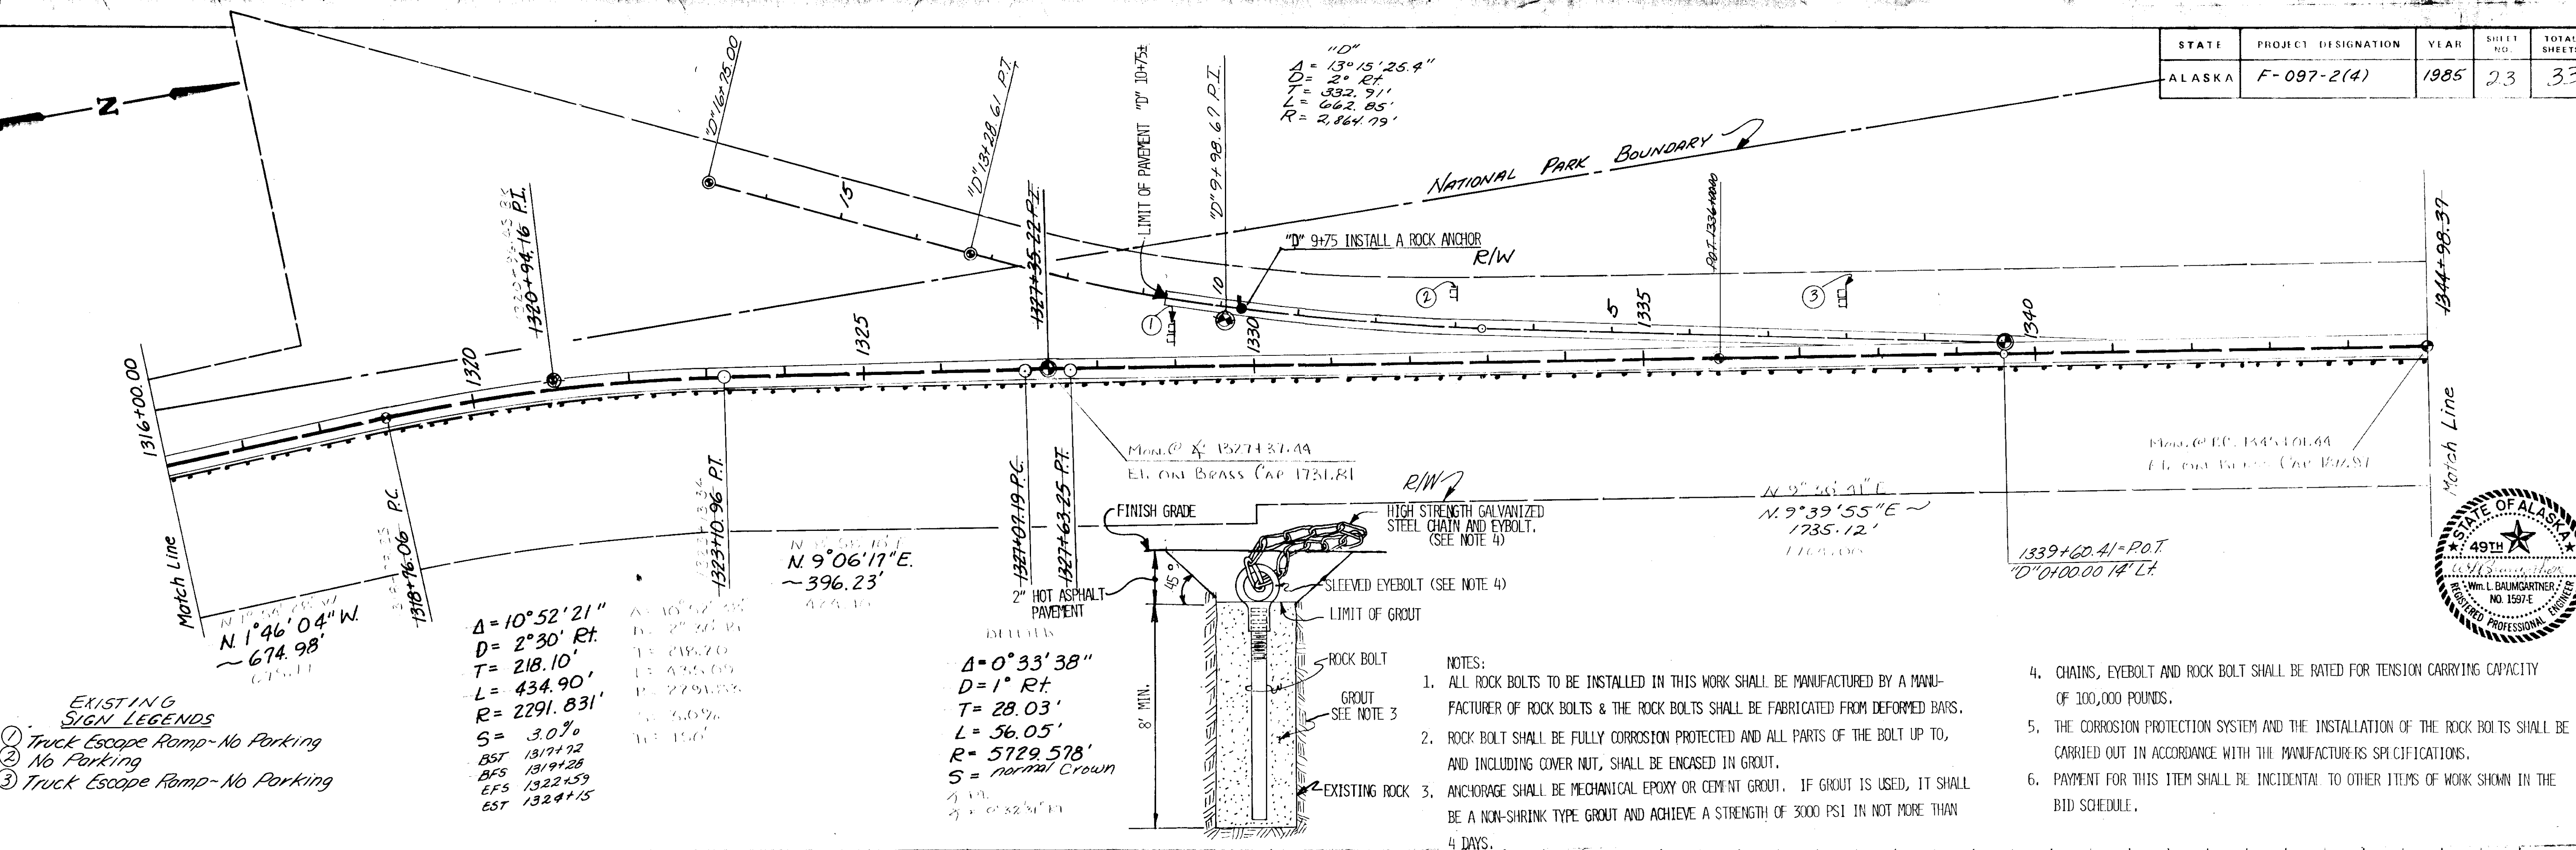 STATE
PROJECT DESIGNATION
YEAR
SHEET NO.
TOTAL SHEETS
ALASKA
F-097-2(4)
1985
23
33
N
"D" 16+75.00
"D" 13+28.61 P.T.
LIMIT OF PAVEMENT "D" 10+75±
"D" 9+98.67 P.I.
"D"
Δ = 13°15'25.4"
D = 2° Rt.
T = 332.91'
L = 662.85'
R = 2,864.79'
NATIONAL PARK BOUNDARY
"D" 9+75 INSTALL A ROCK ANCHOR
R/W
1320+94.16 P.I.
1327+35.22 P.I.
P.O.T. 1336+00.00
1344+98.37
15
10
5
1
2
3
1316+00.00
1320
1325
1330
1335
1340
Match Line
1318+76.06 P.C.
1323+10.96 P.T.
1327+07.19 P.C.
1327+63.25 P.T.
Mon. @ 1327+37.44
EL. ON BRASS CAP 1731.81
Mon. @ P.C. 1345+01.44
EL. ON BRASS CAP
Match Line
R/W
N. 1°46'04" W.
~ 674.98'
N. 9°06'17" E.
~ 396.23'
N. 9°39'55" E ~
1735.12'
1339+60.41 = P.O.T.
"D" 0+00.00 14' Lt.
Δ = 10°52'21"
D = 2°30' Rt.
T = 218.10'
L = 434.90'
R = 2291.831'
S = 3.0%
BST 1317+72
BFS 1319+28
EFS 1322+59
EST 1324+15
Δ = 0°33'38"
D = 1° Rt.
T = 28.03'
L = 56.05'
R = 5729.578'
S = normal Crown
EXISTING
SIGN LEGENDS
1 Truck Escape Ramp~No Parking
2 No Parking
3 Truck Escape Ramp~No Parking
FINISH GRADE
HIGH STRENGTH GALVANIZED
STEEL CHAIN AND EYBOLT.
(SEE NOTE 4)
45°
SLEEVED EYEBOLT (SEE NOTE 4)
2" HOT ASPHALT
PAVEMENT
LIMIT OF GROUT
ROCK BOLT
GROUT
SEE NOTE 3
8' MIN.
EXISTING ROCK
NOTES:
1. ALL ROCK BOLTS TO BE INSTALLED IN THIS WORK SHALL BE MANUFACTURED BY A MANU-
FACTURER OF ROCK BOLTS & THE ROCK BOLTS SHALL BE FABRICATED FROM DEFORMED BARS.
2. ROCK BOLT SHALL BE FULLY CORROSION PROTECTED AND ALL PARTS OF THE BOLT UP TO,
AND INCLUDING COVER NUT, SHALL BE ENCASED IN GROUT.
3. ANCHORAGE SHALL BE MECHANICAL EPOXY OR CEMENT GROUT. IF GROUT IS USED, IT SHALL
BE A NON-SHRINK TYPE GROUT AND ACHIEVE A STRENGTH OF 3000 PSI IN NOT MORE THAN
4 DAYS.
4. CHAINS, EYEBOLT AND ROCK BOLT SHALL BE RATED FOR TENSION CARRYING CAPACITY
OF 100,000 POUNDS.
5. THE CORROSION PROTECTION SYSTEM AND THE INSTALLATION OF THE ROCK BOLTS SHALL BE
CARRIED OUT IN ACCORDANCE WITH THE MANUFACTURERS SPECIFICATIONS.
6. PAYMENT FOR THIS ITEM SHALL BE INCIDENTAL TO OTHER ITEMS OF WORK SHOWN IN THE
BID SCHEDULE.
STATE OF ALASKA
49TH
Wm. L. BAUMGARTNER
NO. 1597-E
REGISTERED PROFESSIONAL ENGINEER